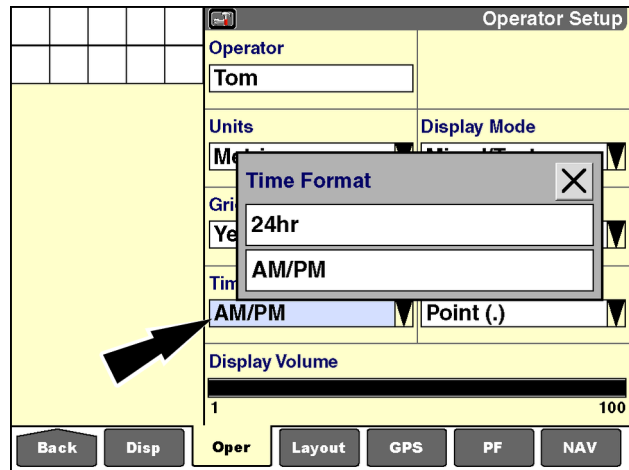 Operator Setup
Operator
Tom
Units
Display Mode
Time Format
24hr
AM/PM
AM/PM
Point (.)
Display Volume
1 100
Back Disp Oper Layout GPS PF NAV